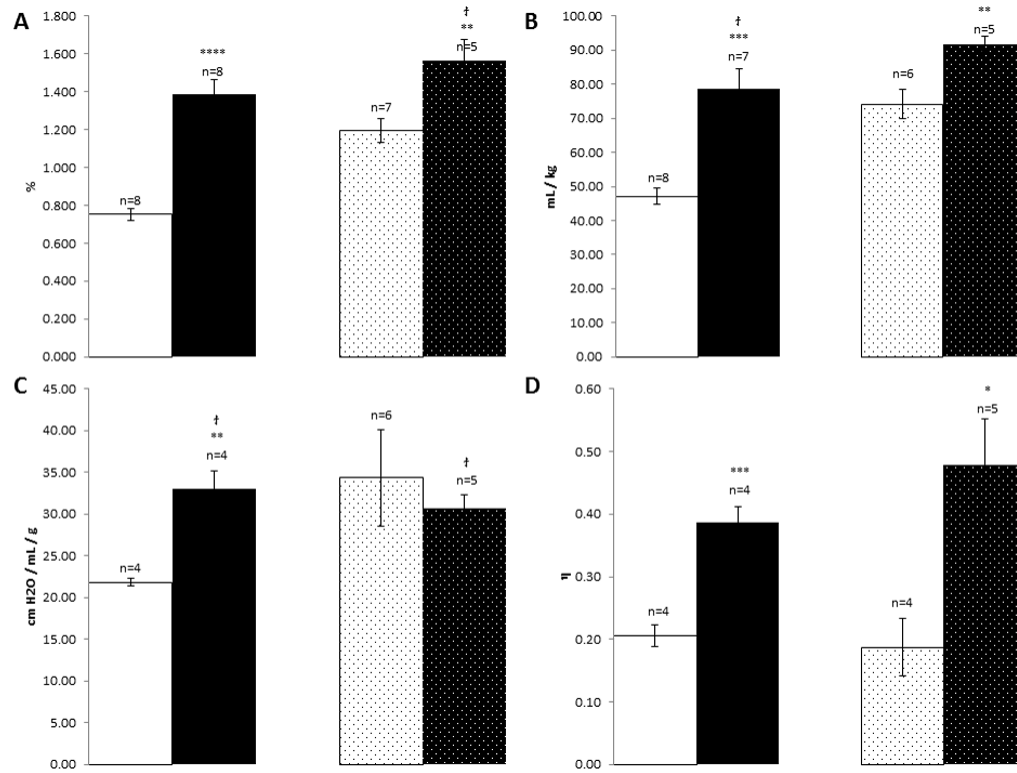 A
1.800
1.600
1.400
1.200
1.000
0.800
0.600
0.400
0.200
0.000
%
n=8
****
n=8
n=7
†
**
n=5
B
100.00
90.00
80.00
70.00
60.00
50.00
40.00
30.00
20.00
10.00
0.00
mL / kg
n=8
†
***
n=7
n=6
**
n=5
C
45.00
40.00
35.00
30.00
25.00
20.00
15.00
10.00
5.00
0.00
cm H2O / mL / g
n=4
†
**
n=4
n=6
†
n=5
D
0.60
0.50
0.40
0.30
0.20
0.10
0.00
η
n=4
***
n=4
n=4
*
n=5